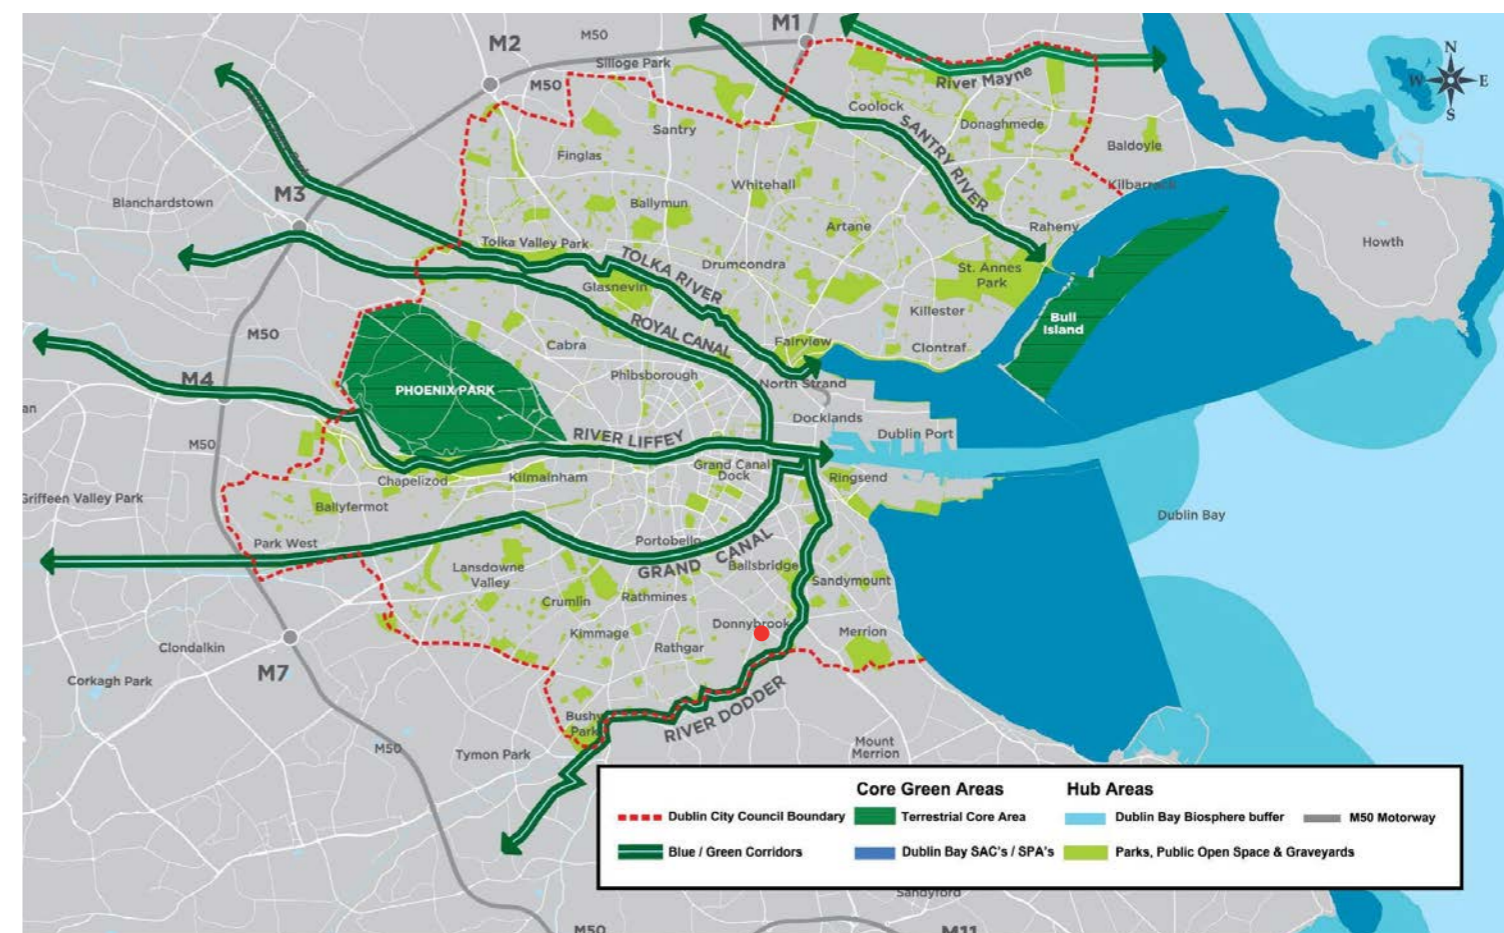 M1
M2
M50
N
Silloge Park
W
E
M50
River Mayne
S
Coolock
SANTRY RIVER
Donaghmede
Santry
Baldoyle
Finglas
Whitehall
Kilbarrack
M3
Blanchardstown
Ballymun
Artane
Raheny
Howth
Tolka Valley Park
TOLKA RIVER
Drumcondra
St. Annes
Park
Glasnevin
Killester
Bull
Island
ROYAL CANAL
M50
Cabra
Fairview
Clontraf
M4
PHOENIX PARK
Phibsborough
North Strand
an
Docklands
RIVER LIFFEY
Dublin Port
M50
Grand Canal
Dock
Chapelizod
Kilmainham
Ringsend
Griffeen Valley Park
Ballyfermot
Dublin Bay
Park West
Portobello
GRAND CANAL
Lansdowne
Valley
Ballsbridge
Sandymount
Crumlin
Rathmines
Donnybrook
Kimmage
Merrion
Clondalkin
Rathgar
M7
Corkagh Park
RIVER DODDER
Bushy
Park
M50
Tymon Park
Mount
Merrion
Core Green Areas
Hub Areas
Dublin City Council Boundary
Terrestrial Core Area
Dublin Bay Biosphere buffer
M50 Motorway
Blue / Green Corridors
Dublin Bay SAC's / SPA's
Parks, Public Open Space & Graveyards
Sandyford
M50
M11